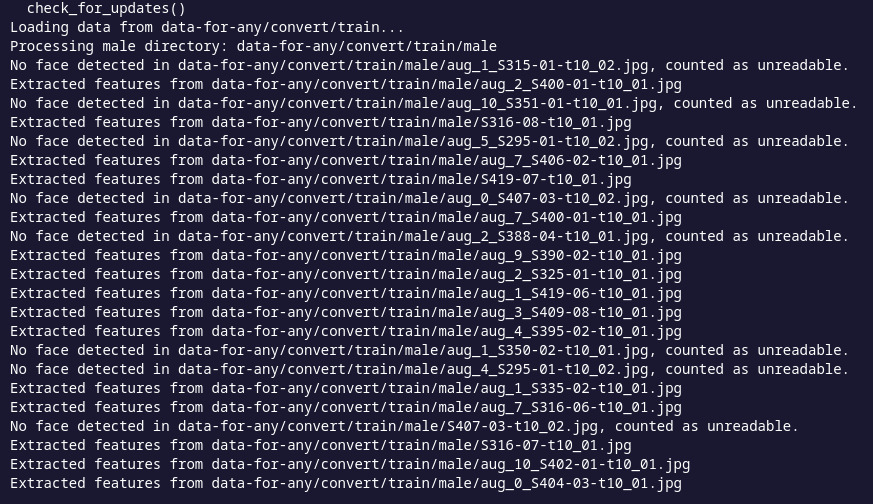 check_for_updates()
Loading data from data-for-any/convert/train...
Processing male directory: data-for-any/convert/train/male
No face detected in data-for-any/convert/train/male/aug_1_S315-01-t10_02.jpg, counted as unreadable.
Extracted features from data-for-any/convert/train/male/aug_2_S400-01-t10_01.jpg
No face detected in data-for-any/convert/train/male/aug_10_S351-01-t10_01.jpg, counted as unreadable.
Extracted features from data-for-any/convert/train/male/S316-08-t10_01.jpg
No face detected in data-for-any/convert/train/male/aug_5_S295-01-t10_02.jpg, counted as unreadable.
Extracted features from data-for-any/convert/train/male/aug_7_S406-02-t10_01.jpg
Extracted features from data-for-any/convert/train/male/S419-07-t10_01.jpg
No face detected in data-for-any/convert/train/male/aug_0_S407-03-t10_02.jpg, counted as unreadable.
Extracted features from data-for-any/convert/train/male/aug_7_S400-01-t10_01.jpg
No face detected in data-for-any/convert/train/male/aug_2_S388-04-t10_01.jpg, counted as unreadable.
Extracted features from data-for-any/convert/train/male/aug_9_S390-02-t10_01.jpg
Extracted features from data-for-any/convert/train/male/aug_2_S325-01-t10_01.jpg
Extracted features from data-for-any/convert/train/male/aug_1_S419-06-t10_01.jpg
Extracted features from data-for-any/convert/train/male/aug_3_S409-08-t10_01.jpg
Extracted features from data-for-any/convert/train/male/aug_4_S395-02-t10_01.jpg
No face detected in data-for-any/convert/train/male/aug_1_S350-02-t10_01.jpg, counted as unreadable.
No face detected in data-for-any/convert/train/male/aug_4_S295-01-t10_02.jpg, counted as unreadable.
Extracted features from data-for-any/convert/train/male/aug_1_S335-02-t10_01.jpg
Extracted features from data-for-any/convert/train/male/aug_7_S316-06-t10_01.jpg
No face detected in data-for-any/convert/train/male/S407-03-t10_02.jpg, counted as unreadable.
Extracted features from data-for-any/convert/train/male/S316-07-t10_01.jpg
Extracted features from data-for-any/convert/train/male/aug_10_S402-01-t10_01.jpg
Extracted features from data-for-any/convert/train/male/aug_0_S404-03-t10_01.jpg